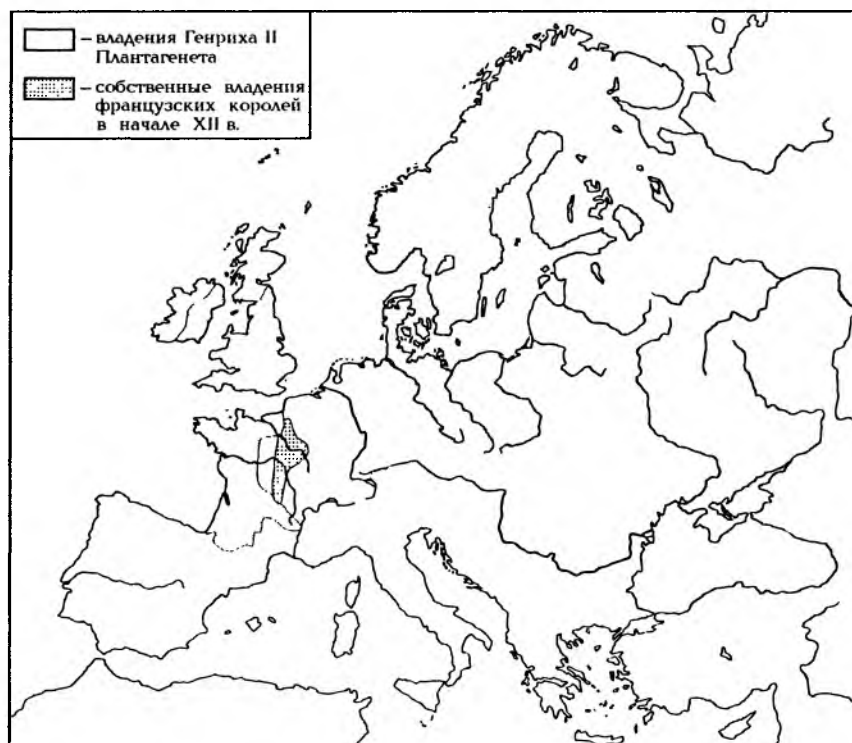 – владения Генриха II
Плантагенета
– собственные владения
французских королей
в начале XII в.